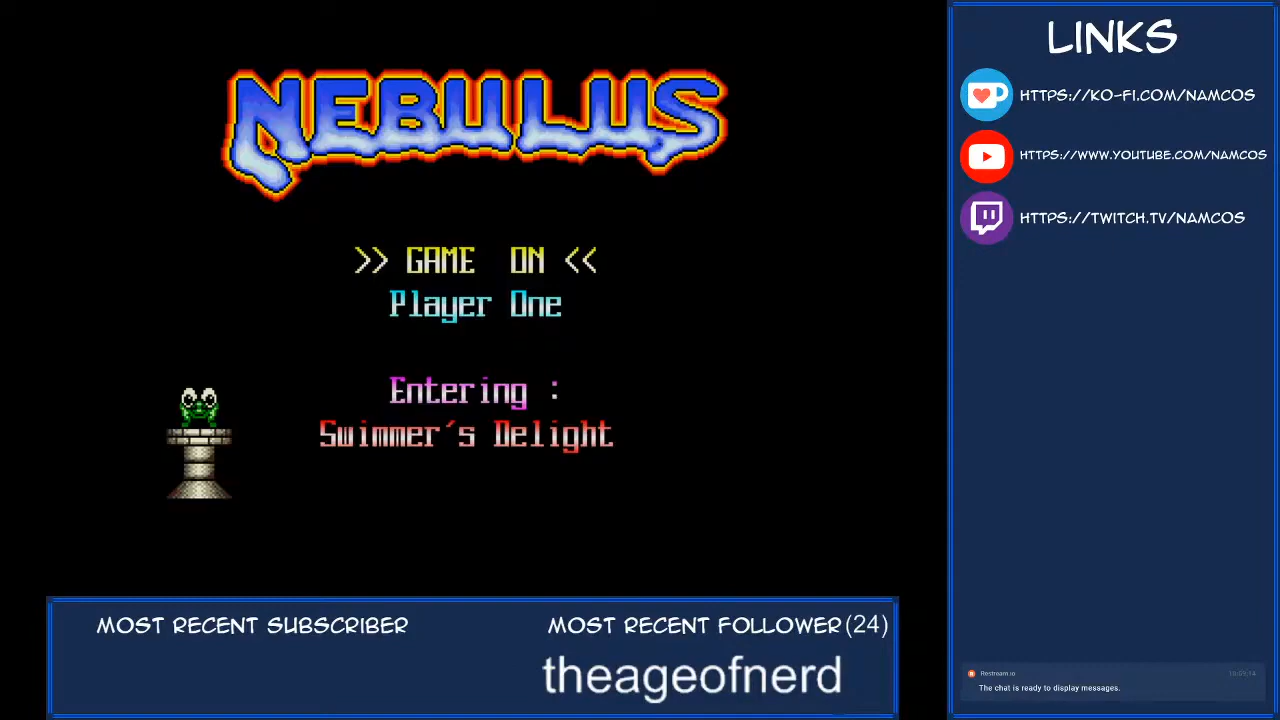 NEBULUS
>> GAME ON <<
Player One
Entering :
Swimmer's Delight
MOST RECENT SUBSCRIBER
MOST RECENT FOLLOWER (24)
theageofnerd
LINKS
HTTPS://KO-FI.COM/NAMCOS
HTTPS://WWW.YOUTUBE.COM/NAMCOS
HTTPS://TWITCH.TV/NAMCOS
Restream.io
The chat is ready to display messages.